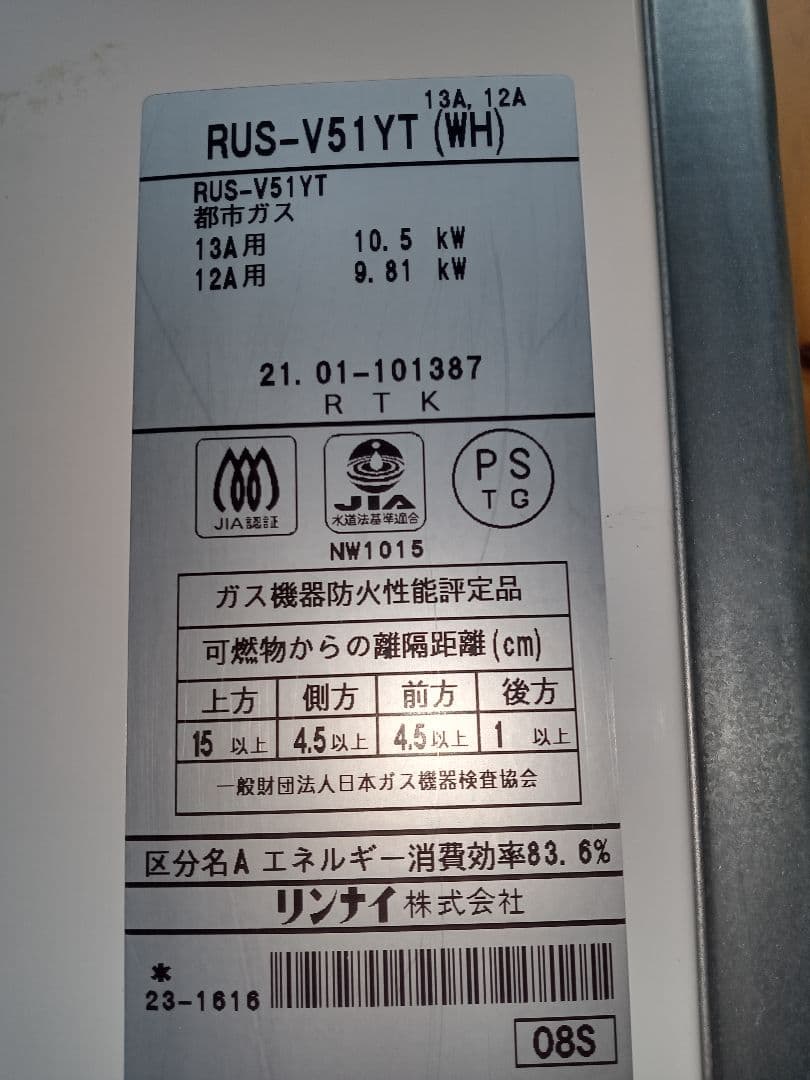 13A, 12A
RUS-V51YT (WH)
RUS-V51YT
都市ガス
13A用 10.5 kW
12A用 9.81 kW
21. 01-101387
R T K
JIA認証
JIA
水道法基準適合
PS
TG
NW1015
ガス機器防火性能評定品
可燃物からの離隔距離(cm)
上方 側方 前方 後方
15 以上 4.5以上 4.5以上 1 以上
一般財団法人日本ガス機器検査協会
区分名A エネルギー消費効率83. 6%
リンナイ株式会社
*
23-1616
08S